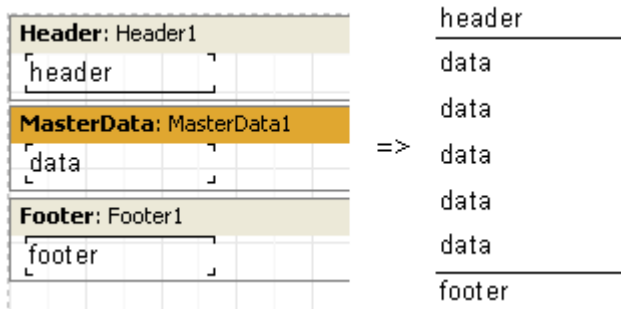 Header: Header1
header
MasterData: MasterData1
data
Footer: Footer1
footer
=>
header
data
data
data
data
data
footer